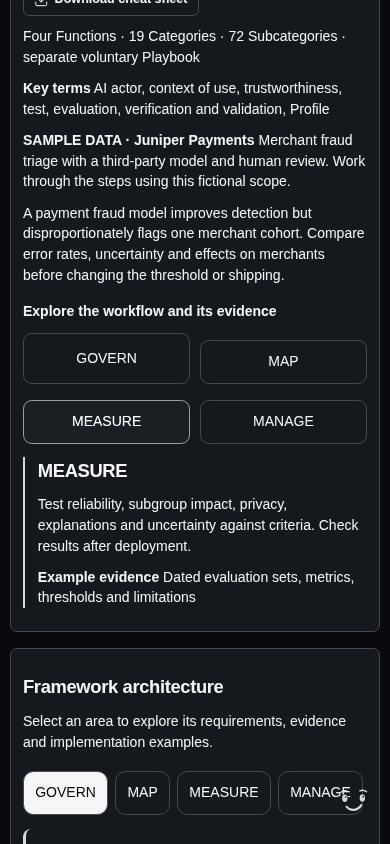 Download cheat sheet
Four Functions · 19 Categories · 72 Subcategories ·
separate voluntary Playbook
Key terms AI actor, context of use, trustworthiness,
test, evaluation, verification and validation, Profile
SAMPLE DATA · Juniper Payments Merchant fraud
triage with a third-party model and human review. Work
through the steps using this fictional scope.
A payment fraud model improves detection but
disproportionately flags one merchant cohort. Compare
error rates, uncertainty and effects on merchants
before changing the threshold or shipping.
Explore the workflow and its evidence
GOVERN
MAP
MEASURE
MANAGE
MEASURE
Test reliability, subgroup impact, privacy,
explanations and uncertainty against criteria. Check
results after deployment.
Example evidence Dated evaluation sets, metrics,
thresholds and limitations
Framework architecture
Select an area to explore its requirements, evidence
and implementation examples.
GOVERN MAP MEASURE MANAGE